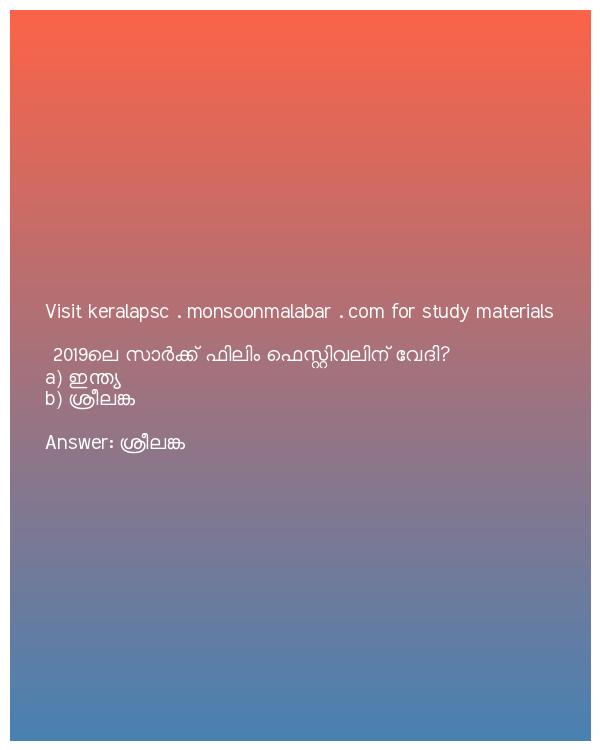 Visit keralapsc . monsoonmalabar . com for study materials
2019ലെ സാർക്ക് ഫിലിം ഫെസ്റ്റിവലിന് വേദി?
a) ഇന്ത്യ
b) ശ്രീലങ്ക
Answer: ശ്രീലങ്ക